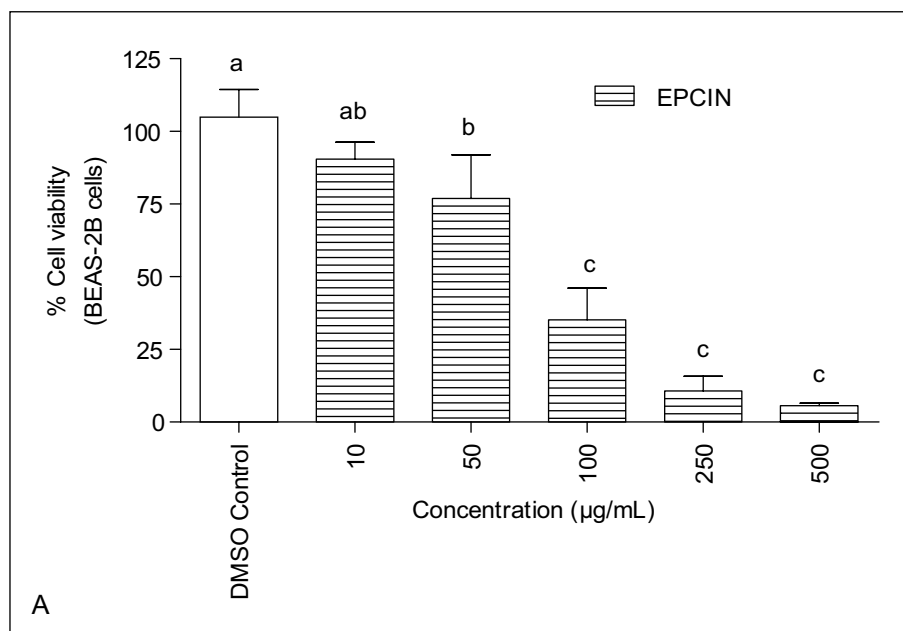 % Cell viability
(BEAS-2B cells)
125
100
75
50
25
0
a
ab
b
c
c
c
EPCIN
DMSO Control
10
50
100
250
500
Concentration (µg/mL)
A